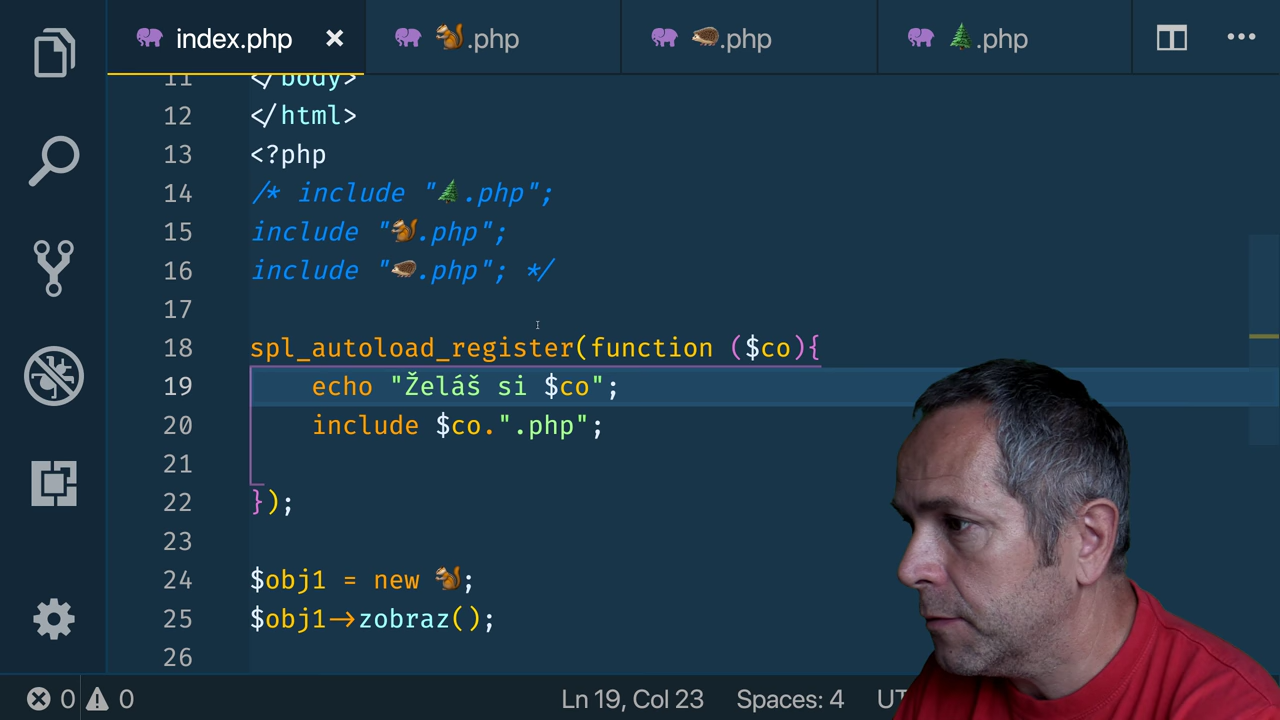 index.php × 🐿️.php 🦔.php 🌲.php
11 </body>
12 </html>
13 <?php
14 /* include "🌲.php";
15 include "🐿️.php";
16 include "🦔.php"; */
17
18 spl_autoload_register(function ($co){
19 echo "Želáš si $co";
20 include $co.".php";
21
22 });
23
24 $obj1 = new 🐿️;
25 $obj1->zobraz();
26
0 0 Ln 19, Col 23 Spaces: 4 UT